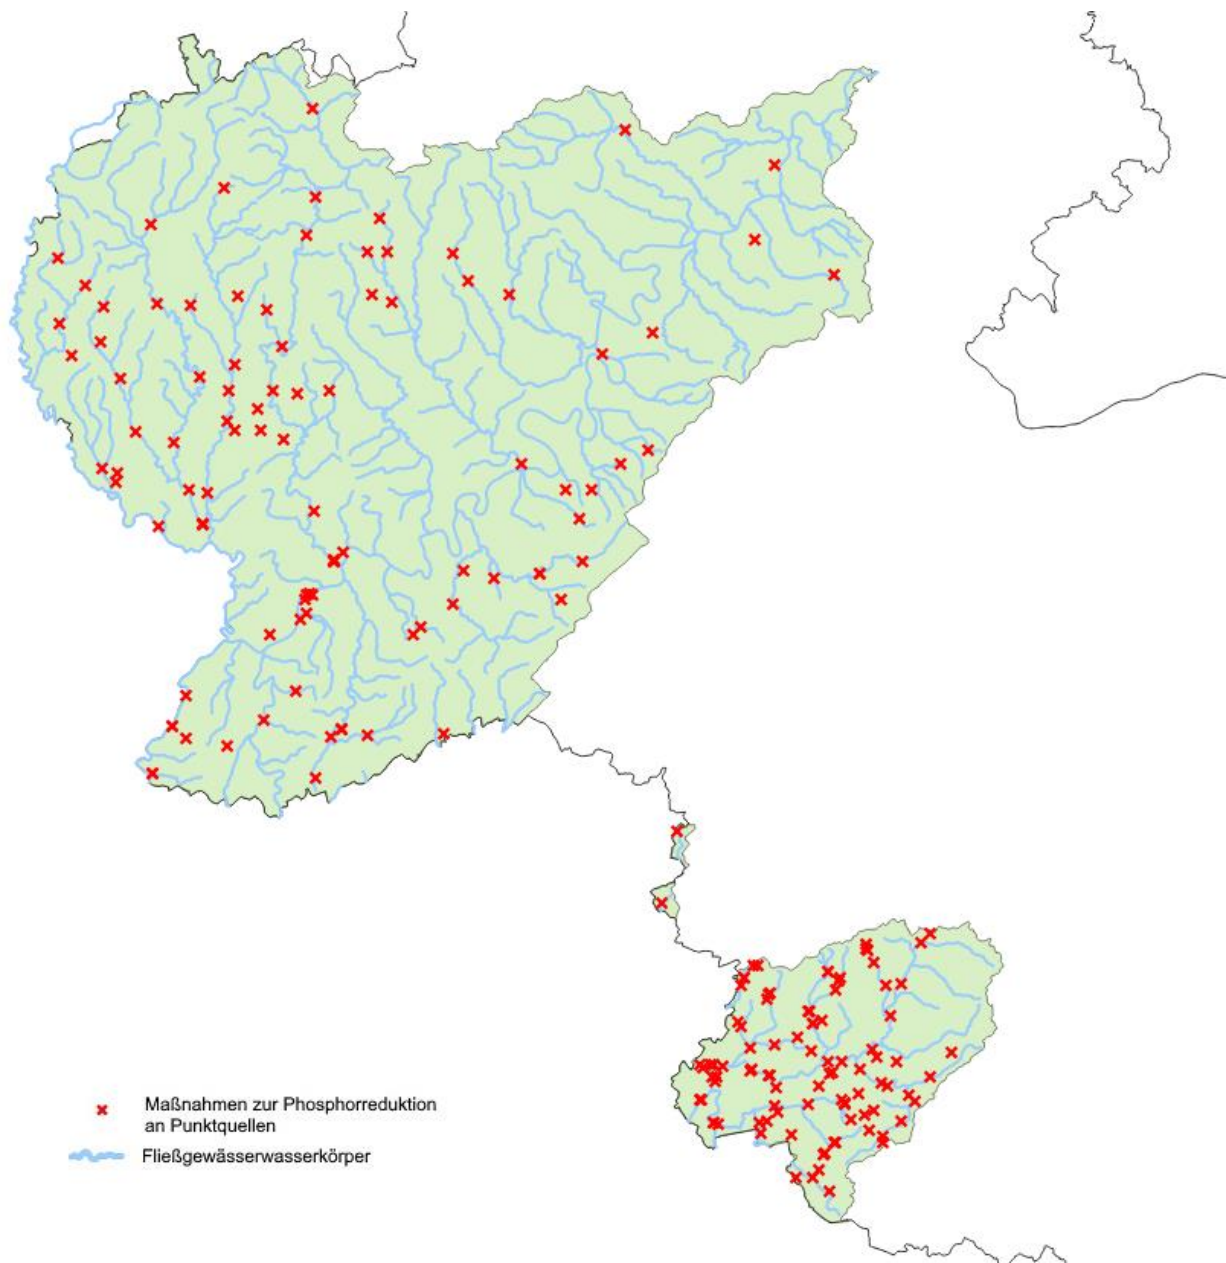 Maßnahmen zur Phosphorreduktion
an Punktquellen
Fließgewässerwasserkörper